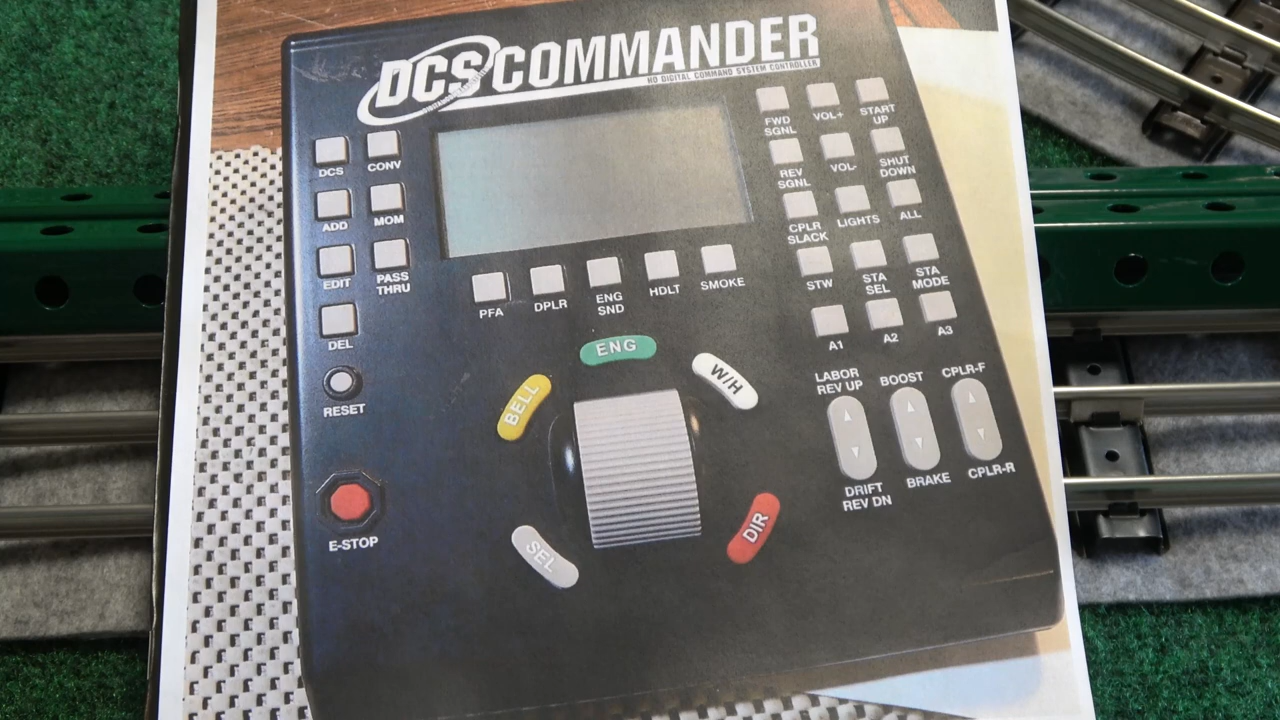 DCS COMMANDER
HO DIGITAL COMMAND SYSTEM CONTROLLER
DCS
CONV
ADD
MOM
EDIT
PASS
THRU
DEL
RESET
E-STOP
PFA
DPLR
ENG
SND
HDLT
SMOKE
FWD
SGNL
VOL+
START
UP
REV
SGNL
VOL-
SHUT
DOWN
CPLR
SLACK
LIGHTS
ALL
STW
STA
SEL
STA
MODE
A1
A2
A3
ENG
BELL
W/H
SEL
DIR
LABOR
REV UP
BOOST
CPLR-F
DRIFT
REV DN
BRAKE
CPLR-R